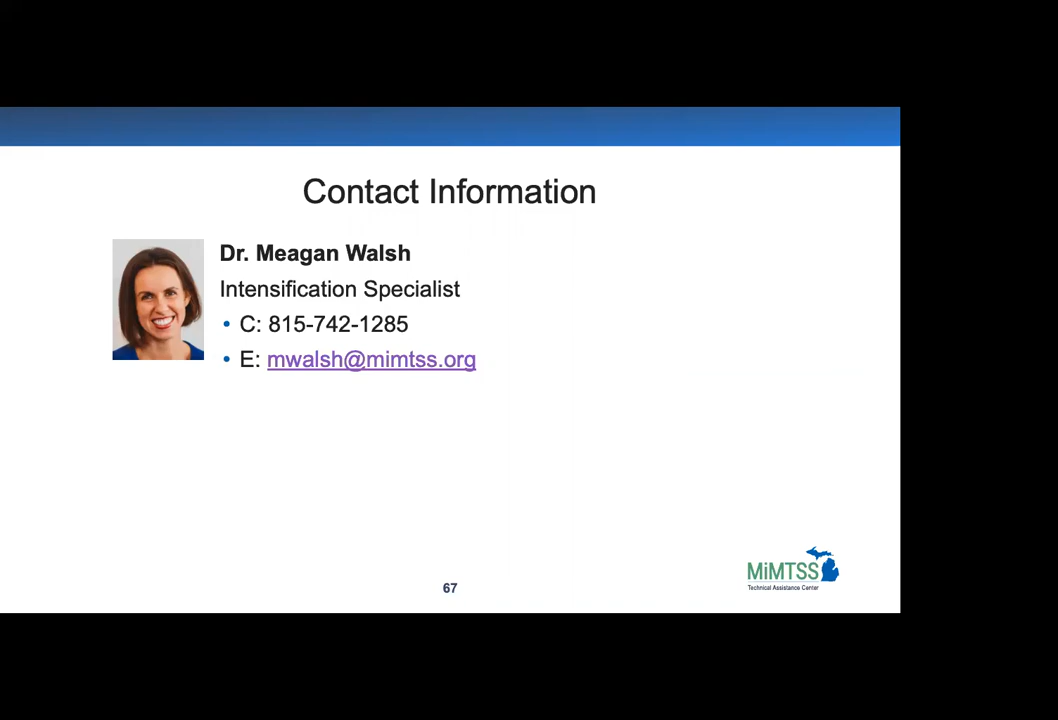 Contact Information
Dr. Meagan Walsh
Intensification Specialist
• C: 815-742-1285
• E: mwalsh@mimtss.org
67
MiMTSS
Technical Assistance Center